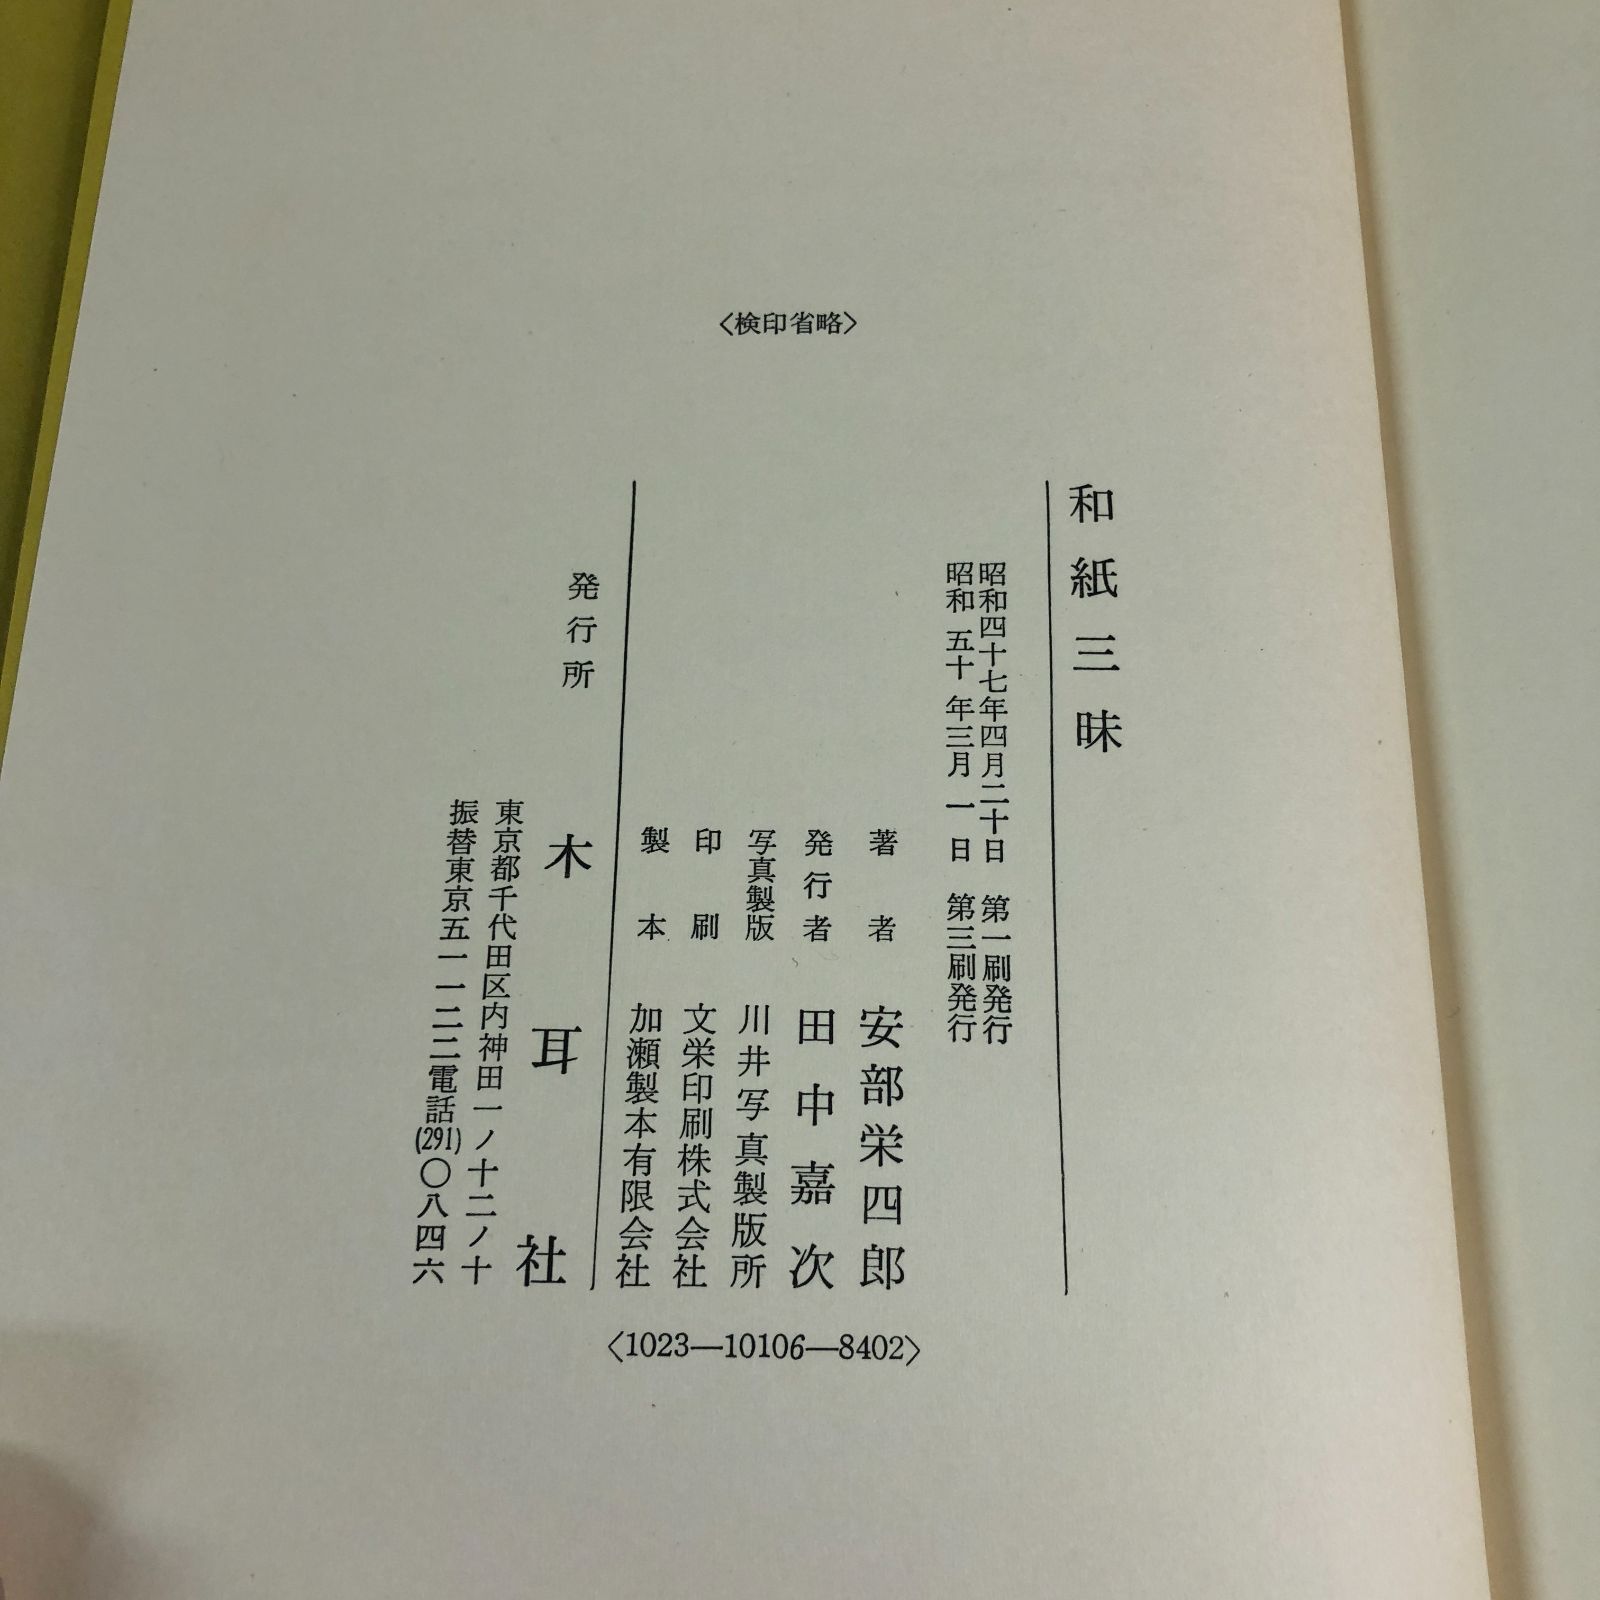 〈検印省略〉
和紙三昧
昭和四十七年四月二十日 第一刷発行
昭和 五十 年三月 一 日 第三刷発行
著者 安部栄四郎
発行者 田中嘉次
写真製版 川井写真製版所
印刷 文栄印刷株式会社
製本 加瀬製本有限会社
発行所 木耳社
東京都千代田区内神田一ノ十二ノ十
振替東京五一一二二電話(291)〇八四六
〈1023—10106—8402〉